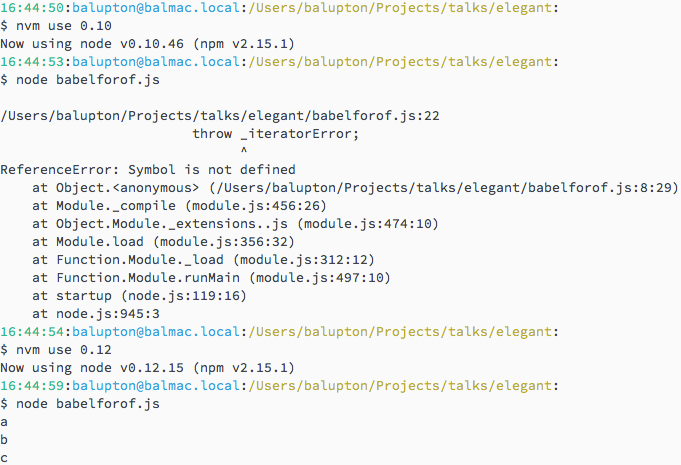 16:44:50:balupton@balmac.local:/Users/balupton/Projects/talks/elegant:
$ nvm use 0.10
Now using node v0.10.46 (npm v2.15.1)
16:44:53:balupton@balmac.local:/Users/balupton/Projects/talks/elegant:
$ node babelforof.js
/Users/balupton/Projects/talks/elegant/babelforof.js:22
                        throw _iteratorError;
                              ^
ReferenceError: Symbol is not defined
    at Object.<anonymous> (/Users/balupton/Projects/talks/elegant/babelforof.js:8:29)
    at Module._compile (module.js:456:26)
    at Object.Module._extensions..js (module.js:474:10)
    at Module.load (module.js:356:32)
    at Function.Module._load (module.js:312:12)
    at Function.Module.runMain (module.js:497:10)
    at startup (node.js:119:16)
    at node.js:945:3
16:44:54:balupton@balmac.local:/Users/balupton/Projects/talks/elegant:
$ nvm use 0.12
Now using node v0.12.15 (npm v2.15.1)
16:44:59:balupton@balmac.local:/Users/balupton/Projects/talks/elegant:
$ node babelforof.js
a
b
c